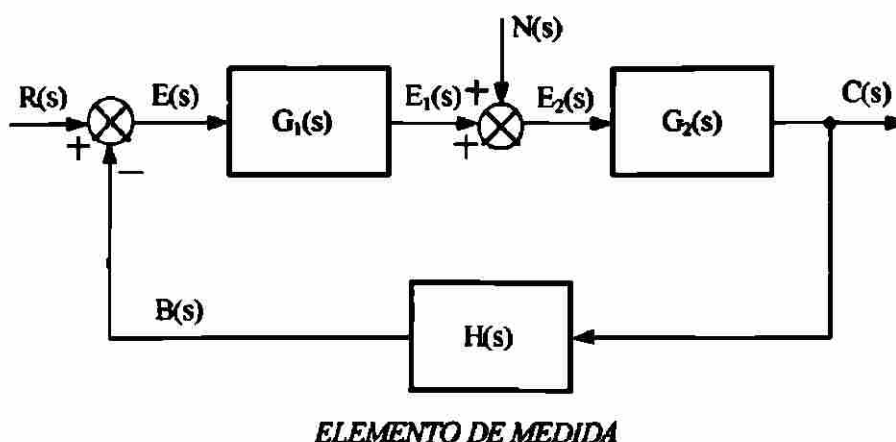 N(s)
R(s) E(s) G₁(s) E₁(s) + E₂(s) G₂(s) C(s)
+ − +
B(s) H(s)
ELEMENTO DE MEDIDA